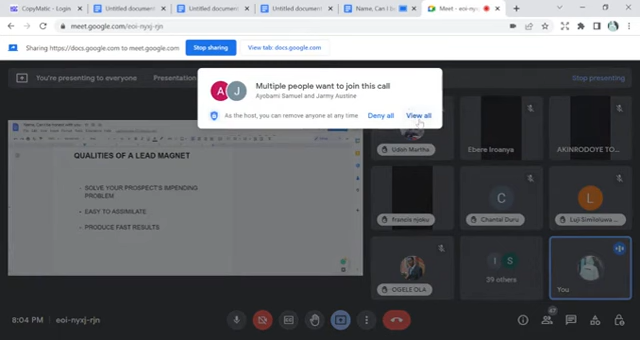 CopyMatic - Login
Untitled document
Untitled document
Untitled document
Name, Can I b
Meet - eoi-ny
meet.google.com/eoi-nyxj-rjn
Sharing https://docs.google.com to meet.google.com
Stop sharing
View tab: docs.google.com
You're presenting to everyone
Presentation
Stop presenting
Multiple people want to join this call
Ayobami Samuel and Jarmy Austine
As the host, you can remove anyone at any time
Deny all
View all
A
J
QUALITIES OF A LEAD MAGNET
- SOLVE YOUR PROSPECT'S IMPENDING
PROBLEM
- EASY TO ASSIMILATE
- PRODUCE FAST RESULTS
Udoh Martha
Ebere Iroanya
AKINRODOYE TO...
francis njoku
C
Chantal Duru
L
Luji Similoluwa ...
OGELE OLA
I S
39 others
You
8:04 PM
eoi-nyxj-rjn
47